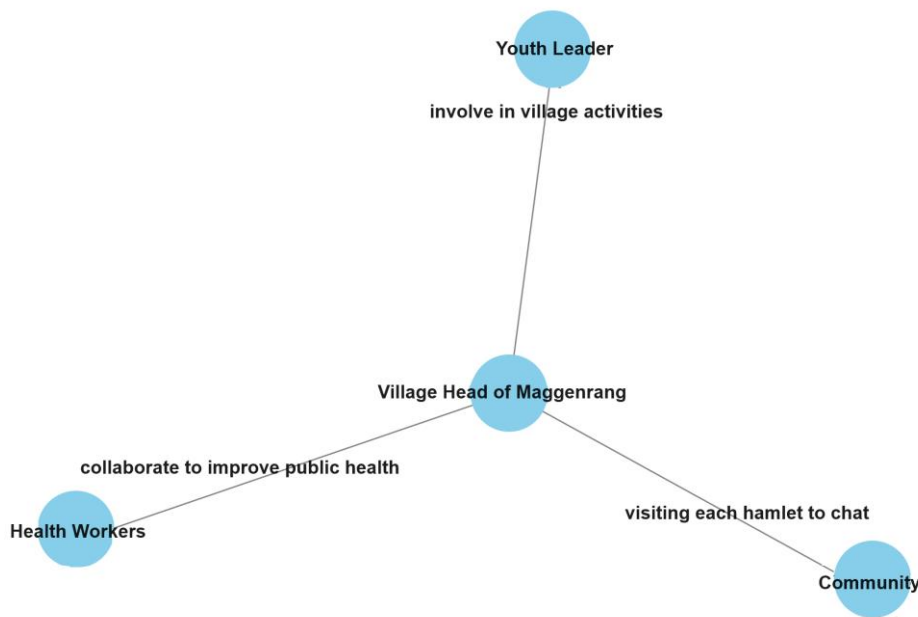 Youth Leader
involve in village activities
Village Head of Maggenrang
collaborate to improve public health
visiting each hamlet to chat
Health Workers
Community